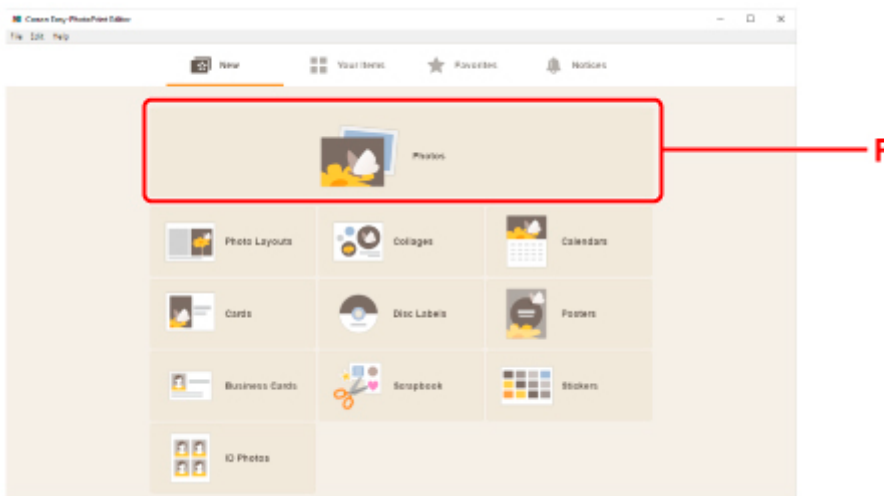 Canon Easy-PhotoPrint Editor
File Edit Help
New Your Items Favorites Notices
Photos
F
Photo Layouts Collages Calendars
Cards Disc Labels Posters
Business Cards Scrapbook Stickers
ID Photos